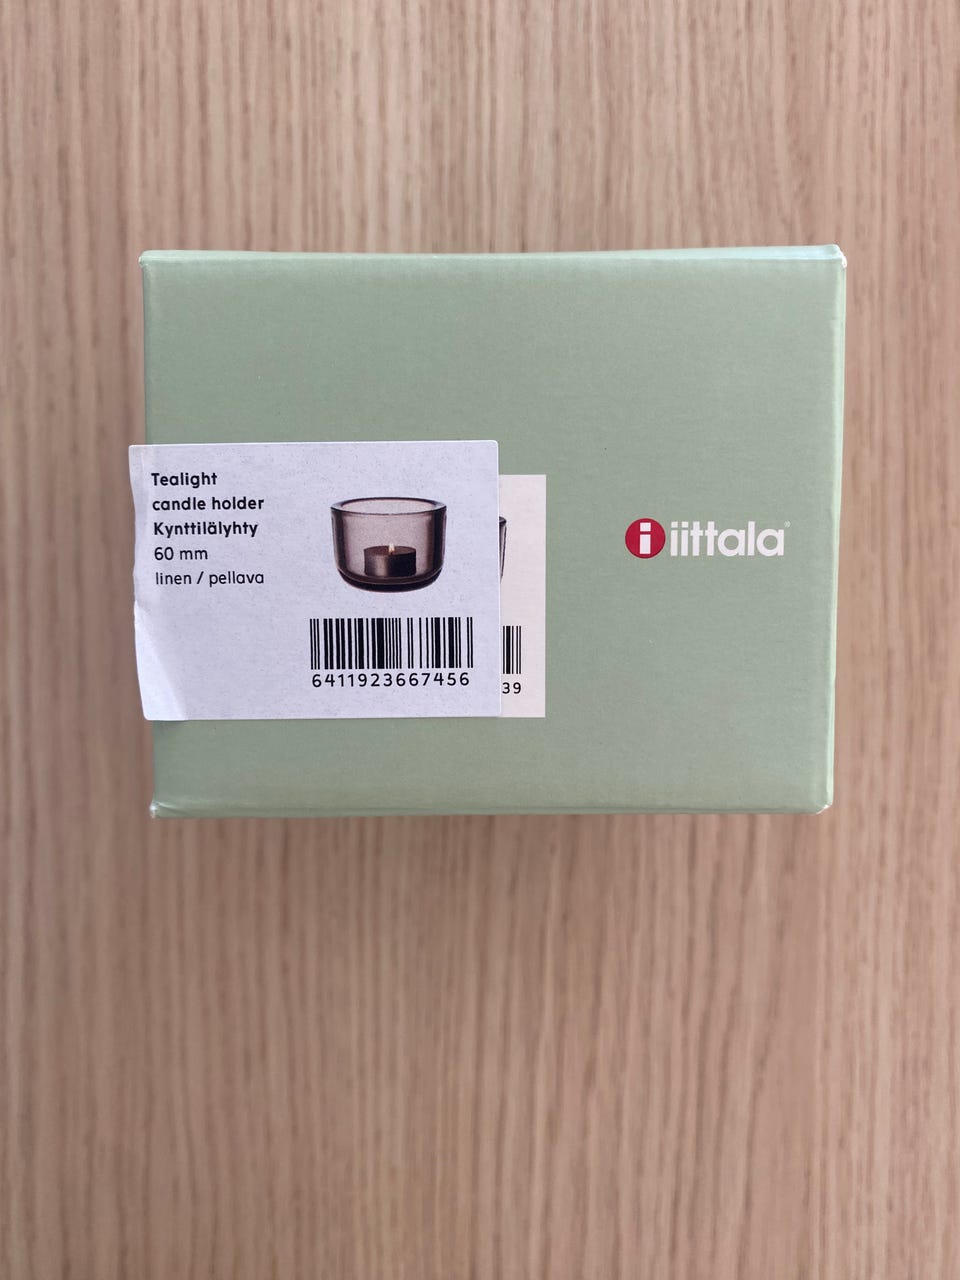 Tealight
candle holder
Kynttilälyhty
60 mm
linen / pellava
6411923667456
39
iittala